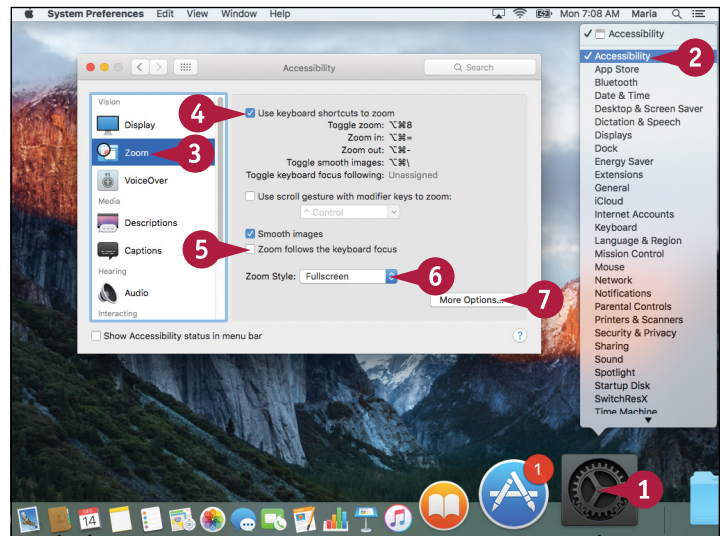 System Preferences Edit View Window Help Mon 7:08 AM Maria
Accessibility
Search
Vision
Display
Zoom
VoiceOver
Media
Descriptions
Captions
Hearing
Audio
Interacting
Use keyboard shortcuts to zoom
Toggle zoom: ⌥⌘8
Zoom in: ⌥⌘=
Zoom out: ⌥⌘-
Toggle smooth images: ⌥⌘\
Toggle keyboard focus following: Unassigned
Use scroll gesture with modifier keys to zoom:
^ Control
Smooth images
Zoom follows the keyboard focus
Zoom Style: Fullscreen
More Options...
Show Accessibility status in menu bar
?
✓ Accessibility
✓ Accessibility
App Store
Bluetooth
Date & Time
Desktop & Screen Saver
Dictation & Speech
Displays
Dock
Energy Saver
Extensions
General
iCloud
Internet Accounts
Keyboard
Language & Region
Mission Control
Mouse
Network
Notifications
Parental Controls
Printers & Scanners
Security & Privacy
Sharing
Sound
Spotlight
Startup Disk
SwitchResX
Time Machine
4
3
5
6
7
2
1
1
14